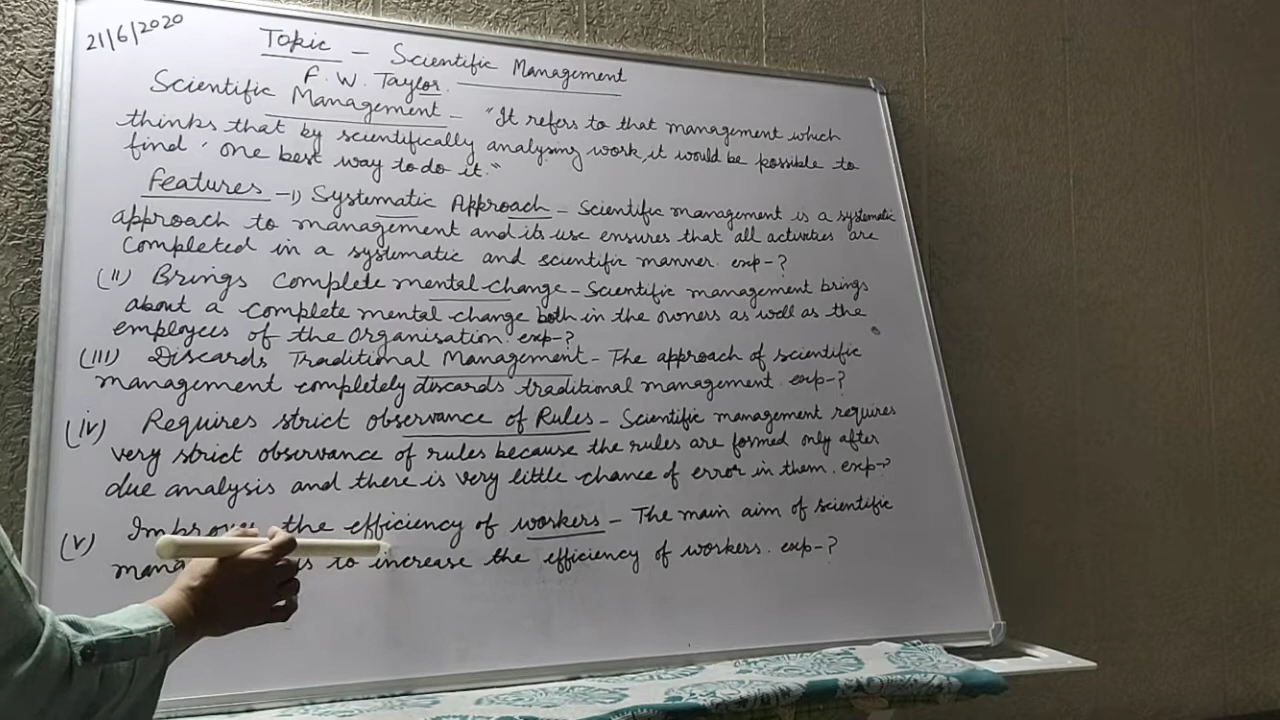 21/6/2020
Topic - Scientific Management
F. W. Taylor.
Scientific Management - "It refers to that management which
thinks that by scientifically analysing work, it would be possible to
find 'one best way to do it."
Features - i) Systematic Approach - Scientific management is a systematic
approach to management and its use ensures that all activities are
completed in a systematic and scientific manner. exp-?
(ii) Brings Complete mental change - Scientific management brings
about a complete mental change both in the owners as well as the
employees of the Organisation. exp-?
(iii) Discards Traditional Management - The approach of scientific
management completely discards traditional management. exp-?
(iv) Requires strict observance of Rules - Scientific management requires
very strict observance of rules because the rules are formed only after
due analysis and there is very little chance of error in them. exp-?
(v) the efficiency of workers - The main aim of scientific
is to increase the efficiency of workers. exp-?